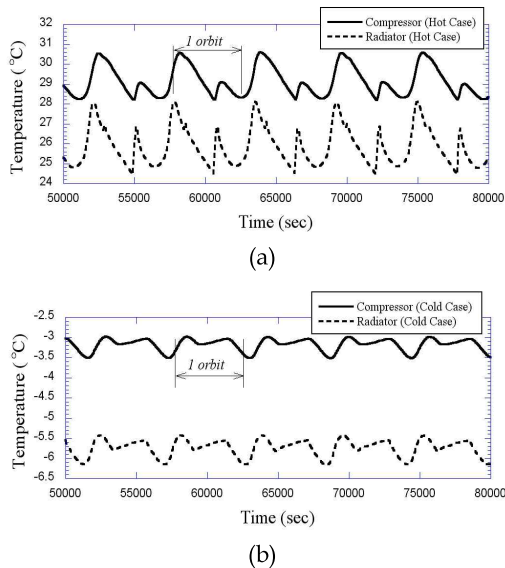 Compressor (Hot Case)
Radiator (Hot Case)
1 orbit
Temperature ( °C)
32
31
30
29
28
27
26
25
24
50000 55000 60000 65000 70000 75000 80000
Time (sec)
(a)
Compressor (Cold Case)
Radiator (Cold Case)
1 orbit
Temperature ( °C)
-2.5
-3
-3.5
-4
-4.5
-5
-5.5
-6
-6.5
50000 55000 60000 65000 70000 75000 80000
Time (sec)
(b)